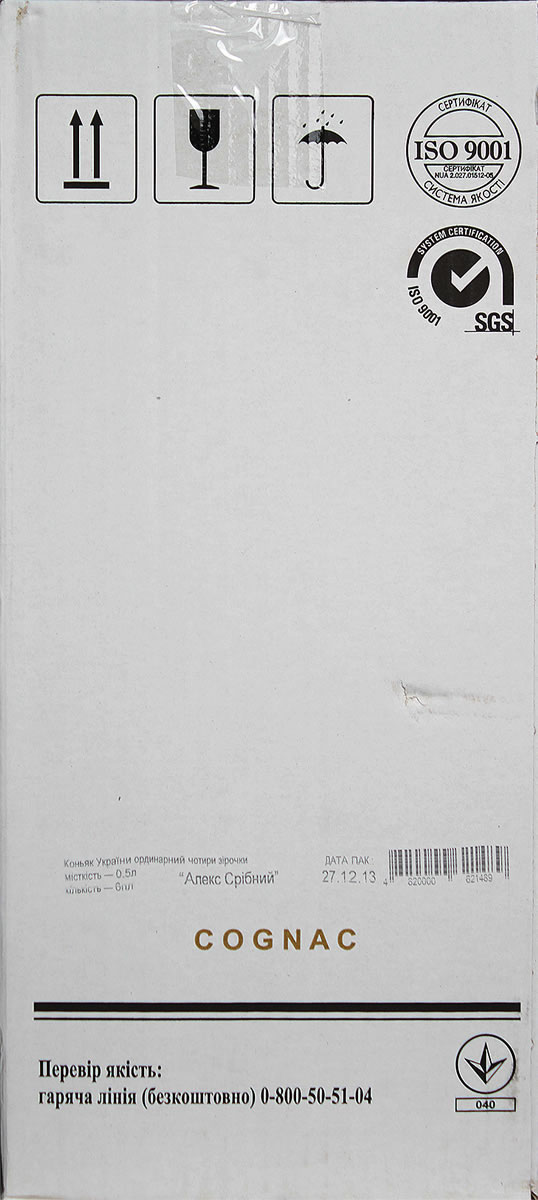 СЕРТИФІКАТ
ISO 9001
СЕРТИФІКАТ
NUA 2.027.01512-05
СИСТЕМА ЯКОСТІ
SYSTEM CERTIFICATION
ISO 9001
SGS
Коньяк України ординарний чотири зірочки
місткість — 0.5л
"Алекс Срібний"
кількість — 6пл
ДАТА ПАК
27.12.13
4 820000 821489
COGNAC
Перевір якість:
гаряча лінія (безкоштовно) 0-800-50-51-04
040